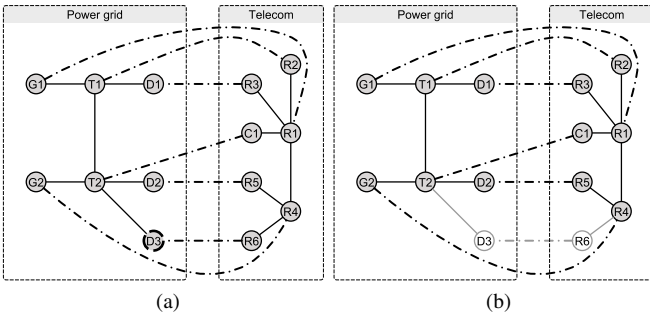 Power grid Telecom Power grid Telecom
R2 R2
G1 T1 D1 R3 G1 T1 D1 R3
C1 R1 C1 R1
G2 T2 D2 R5 G2 T2 D2 R5
R4 R4
D3 R6 D3 R6
(a) (b)